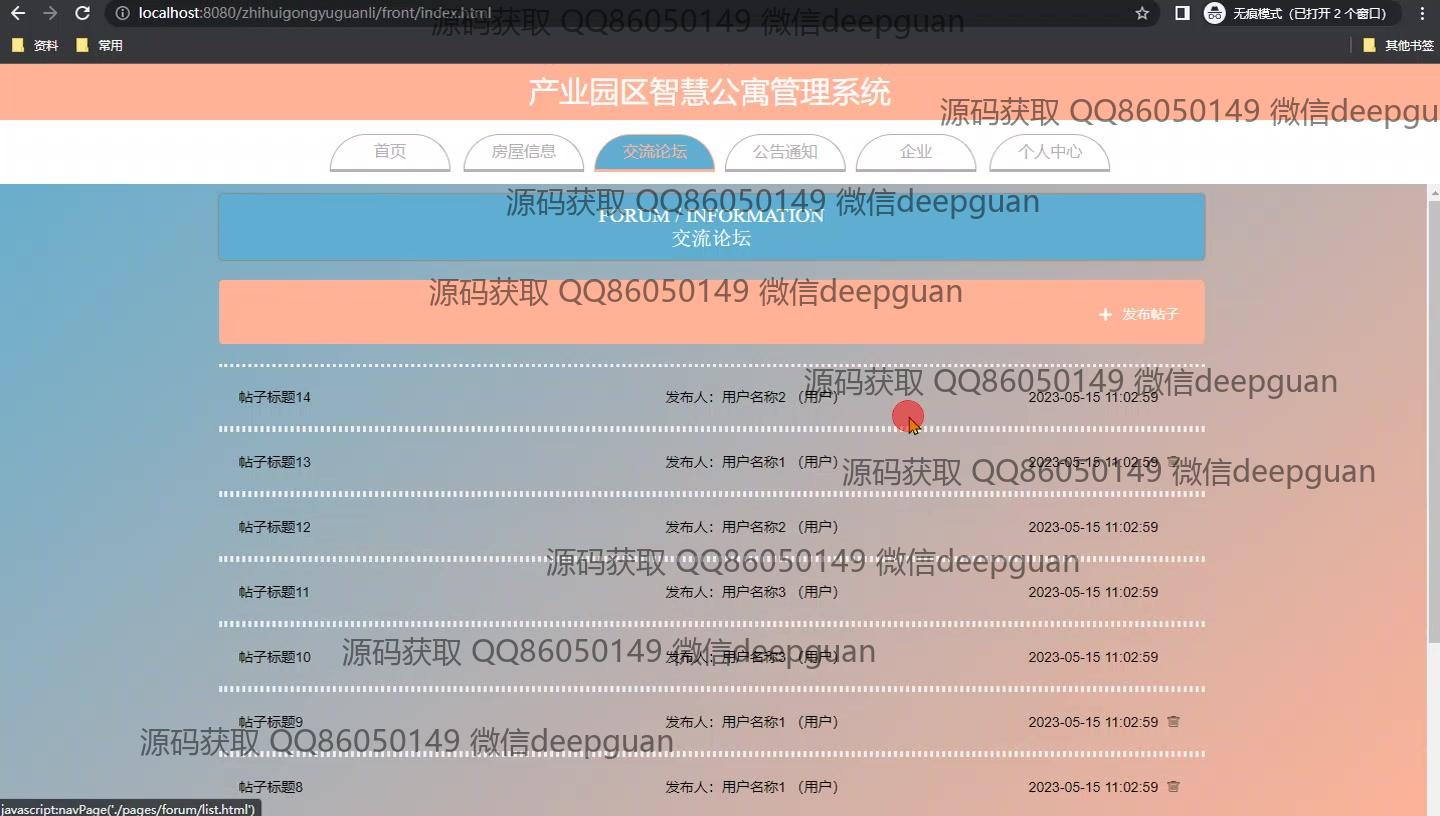 localhost:8080/zhihuigongyuguanli/front/index.html
无痕模式（已打开 2 个窗口）
资料
常用
其他书签
源码获取 QQ86050149 微信deepguan
产业园区智慧公寓管理系统
源码获取 QQ86050149 微信deepgu
首页
房屋信息
交流论坛
公告通知
企业
个人中心
源码获取 QQ86050149 微信deepguan
FORUM / INFORMATION
交流论坛
源码获取 QQ86050149 微信deepguan
发布帖子
源码获取 QQ86050149 微信deepguan
帖子标题14 发布人：用户名称2 （用户） 2023-05-15 11:02:59
帖子标题13 发布人：用户名称1 （用户） 2023-05-15 11:02:59
源码获取 QQ86050149 微信deepguan
帖子标题12 发布人：用户名称2 （用户） 2023-05-15 11:02:59
源码获取 QQ86050149 微信deepguan
帖子标题11 发布人：用户名称3 （用户） 2023-05-15 11:02:59
源码获取 QQ86050149 微信deepguan
帖子标题10 发布人：用户名称3 （用户） 2023-05-15 11:02:59
帖子标题9 发布人：用户名称1 （用户） 2023-05-15 11:02:59
源码获取 QQ86050149 微信deepguan
帖子标题8 发布人：用户名称1 （用户） 2023-05-15 11:02:59
javascript:navPage('./pages/forum/list.html')